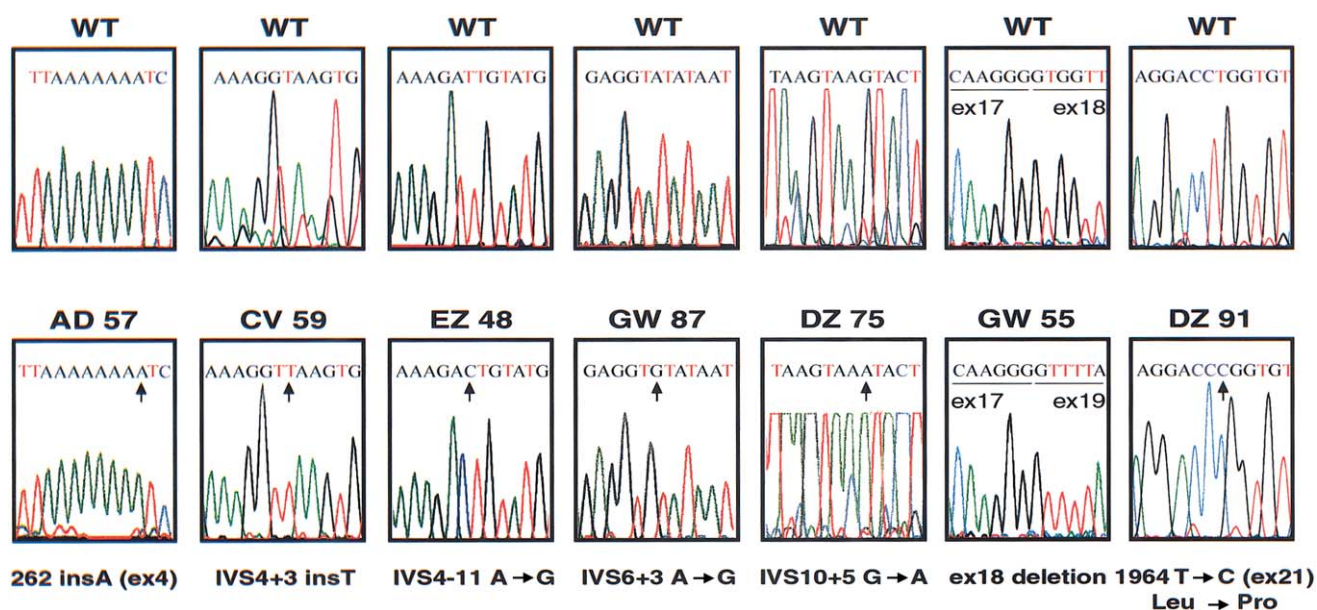 WT WT WT WT WT WT WT
TTAAAAAAATC AAAGGTAAGTG AAAGATTGTATG GAGGTATATAAT TAAGTAAGTACT CAAGGGGTGGTT AGGACCTGGTGT
ex17 ex18
AD 57 CV 59 EZ 48 GW 87 DZ 75 GW 55 DZ 91
TTAAAAAAAATC AAAGGTTAAGTG AAAGACTGTATG GAGGTGTATAAT TAAGTAAATACT CAAGGGGTTTTA AGGACCCGGTGT
ex17 ex19
262 insA (ex4) IVS4+3 insT IVS4-11 A→G IVS6+3 A→G IVS10+5 G→A ex18 deletion 1964 T→C (ex21)
Leu → Pro